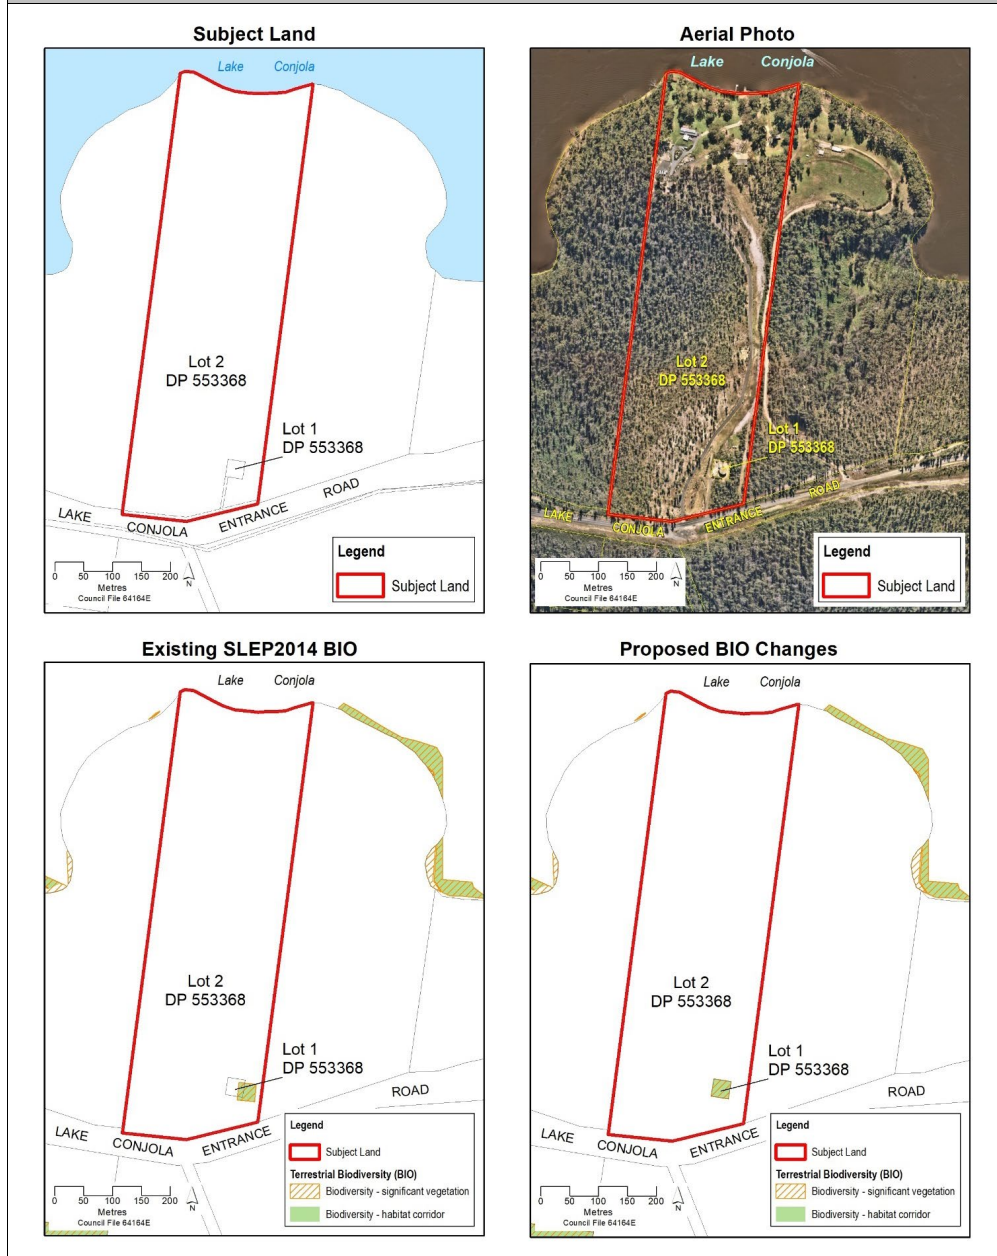 Subject Land
Lake Conjola
Lot 2
DP 553368
Lot 1
DP 553368
LAKE CONJOLA ENTRANCE ROAD
0 50 100 150 200
Metres
Council File 64164E
N
Legend
Subject Land
Aerial Photo
Lake Conjola
Lot 2
DP 553368
Lot 1
DP 553368
LAKE CONJOLA ENTRANCE ROAD
0 50 100 150 200
Metres
Council File 64164E
N
Legend
Subject Land
Existing SLEP2014 BIO
Lake Conjola
Lot 2
DP 553368
Lot 1
DP 553368
LAKE CONJOLA ENTRANCE ROAD
0 50 100 150 200
Metres
Council File 64164E
N
Legend
Subject Land
Terrestrial Biodiversity (BIO)
Biodiversity - significant vegetation
Biodiversity - habitat corridor
Proposed BIO Changes
Lake Conjola
Lot 2
DP 553368
Lot 1
DP 553368
LAKE CONJOLA ENTRANCE ROAD
0 50 100 150 200
Metres
Council File 64164E
N
Legend
Subject Land
Terrestrial Biodiversity (BIO)
Biodiversity - significant vegetation
Biodiversity - habitat corridor